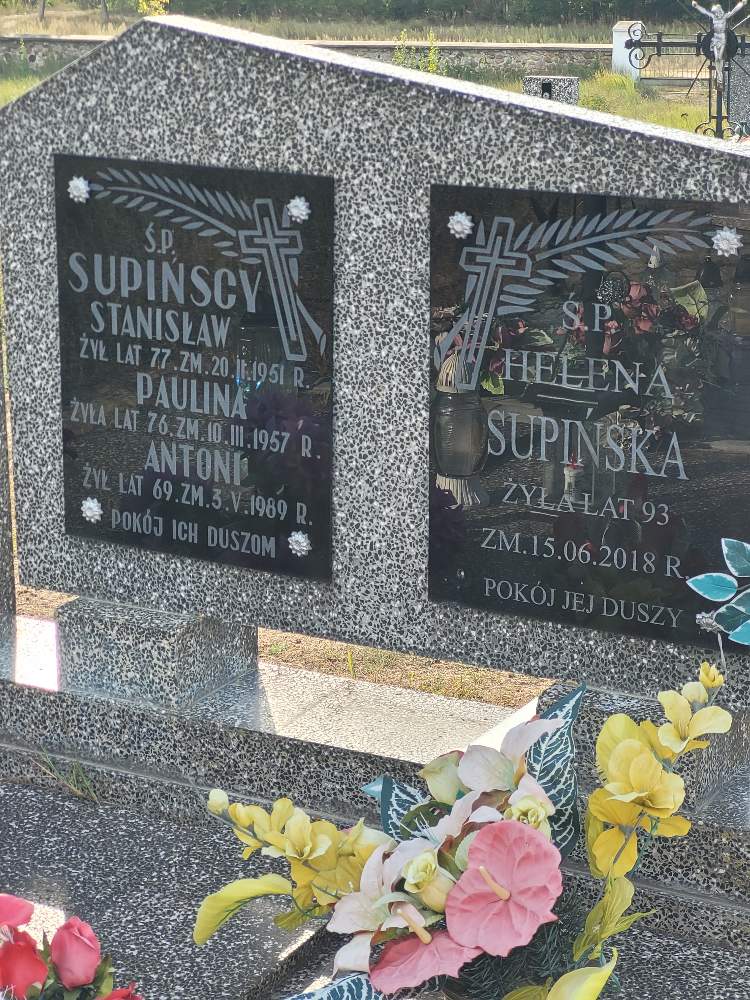 Ś.P.
SUPIŃSCY
STANISŁAW
ŻYŁ LAT 77. ZM. 20.II.1951 R.
PAULINA
ŻYŁA LAT 76. ZM. 10.III.1957 R.
ANTONI
ŻYŁ LAT 69. ZM. 3.V.1989 R.
POKÓJ ICH DUSZOM
Ś.P.
HELENA
SUPIŃSKA
ŻYŁA LAT 93
ZM.15.06.2018 R.
POKÓJ JEJ DUSZY